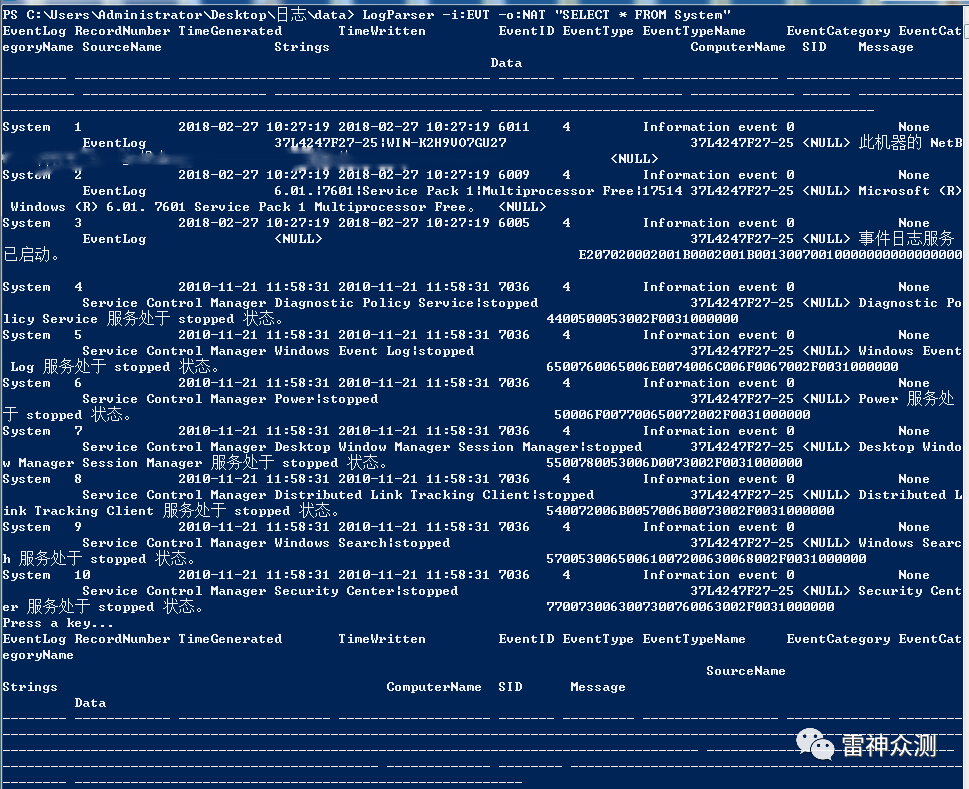 PS C:\Users\Administrator\Desktop\日志\data> LogParser -i:EVT -o:NAT "SELECT * FROM System"
EventLog RecordNumber TimeGenerated TimeWritten EventID EventType EventTypeName EventCategory EventCat
egoryName SourceName Strings ComputerName SID Message
Data
-------- ------------ ------------------- ------------------- ------- --------- ----------------- ------------- --------
System 1 2018-02-27 10:27:19 2018-02-27 10:27:19 6011 4 Information event 0 None
EventLog 37L4247F27-25|WIN-K2H9VO7GU27 37L4247F27-25 <NULL> 此机器的 NetB
<NULL>
System 2 2018-02-27 10:27:19 2018-02-27 10:27:19 6009 4 Information event 0 None
EventLog 6.01.|7601|Service Pack 1|Multiprocessor Free|17514 37L4247F27-25 <NULL> Microsoft (R)
Windows (R) 6.01. 7601 Service Pack 1 Multiprocessor Free。 <NULL>
System 3 2018-02-27 10:27:19 2018-02-27 10:27:19 6005 4 Information event 0 None
EventLog <NULL> 37L4247F27-25 <NULL> 事件日志服务
已启动。 E207020002001B0002001B00130070010000000000000000
System 4 2010-11-21 11:58:31 2010-11-21 11:58:31 7036 4 Information event 0 None
Service Control Manager Diagnostic Policy Service|stopped 37L4247F27-25 <NULL> Diagnostic Po
licy Service 服务处于 stopped 状态。 4400500053002F0031000000
System 5 2010-11-21 11:58:31 2010-11-21 11:58:31 7036 4 Information event 0 None
Service Control Manager Windows Event Log|stopped 37L4247F27-25 <NULL> Windows Event
Log 服务处于 stopped 状态。 6500760065006E0074006C006F0067002F0031000000
System 6 2010-11-21 11:58:31 2010-11-21 11:58:31 7036 4 Information event 0 None
Service Control Manager Power|stopped 37L4247F27-25 <NULL> Power 服务处
于 stopped 状态。 50006F007700650072002F0031000000
System 7 2010-11-21 11:58:31 2010-11-21 11:58:31 7036 4 Information event 0 None
Service Control Manager Desktop Window Manager Session Manager|stopped 37L4247F27-25 <NULL> Desktop Windo
w Manager Session Manager 服务处于 stopped 状态。 5500780053006D0073002F0031000000
System 8 2010-11-21 11:58:31 2010-11-21 11:58:31 7036 4 Information event 0 None
Service Control Manager Distributed Link Tracking Client|stopped 37L4247F27-25 <NULL> Distributed L
ink Tracking Client 服务处于 stopped 状态。 540072006B0057006B0073002F0031000000
System 9 2010-11-21 11:58:31 2010-11-21 11:58:31 7036 4 Information event 0 None
Service Control Manager Windows Search|stopped 37L4247F27-25 <NULL> Windows Searc
h 服务处于 stopped 状态。 57005300650061007200630068002F0031000000
System 10 2010-11-21 11:58:31 2010-11-21 11:58:31 7036 4 Information event 0 None
Service Control Manager Security Center|stopped 37L4247F27-25 <NULL> Security Cent
er 服务处于 stopped 状态。 7700730063007300760063002F0031000000
Press a key...
EventLog RecordNumber TimeGenerated TimeWritten EventID EventType EventTypeName EventCategory EventCat
egoryName
SourceName
Strings ComputerName SID Message
Data
雷神众测